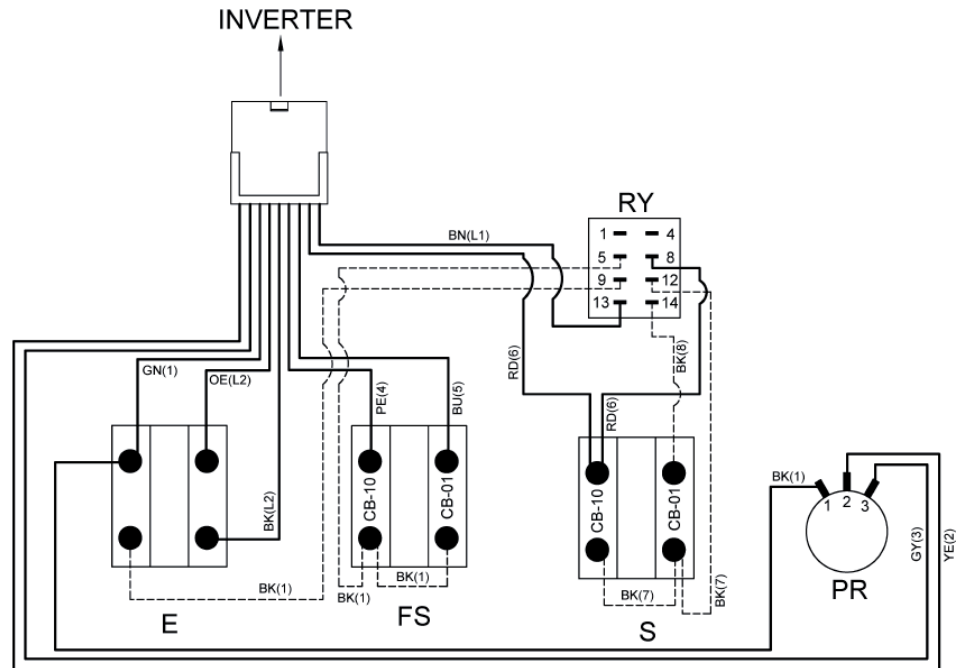 INVERTER
RY
BN(L1)
1 4
5 8
9 12
13 14
GN(1)
OE(L2)
PE(4)
BU(5)
RD(6)
RD(6)
BK(8)
BK(L2)
CB-10
CB-01
CB-10
CB-01
BK(1)
1 2 3
GY(3)
YE(2)
BK(1)
BK(1)
BK(1)
BK(7)
BK(7)
E
FS
S
PR